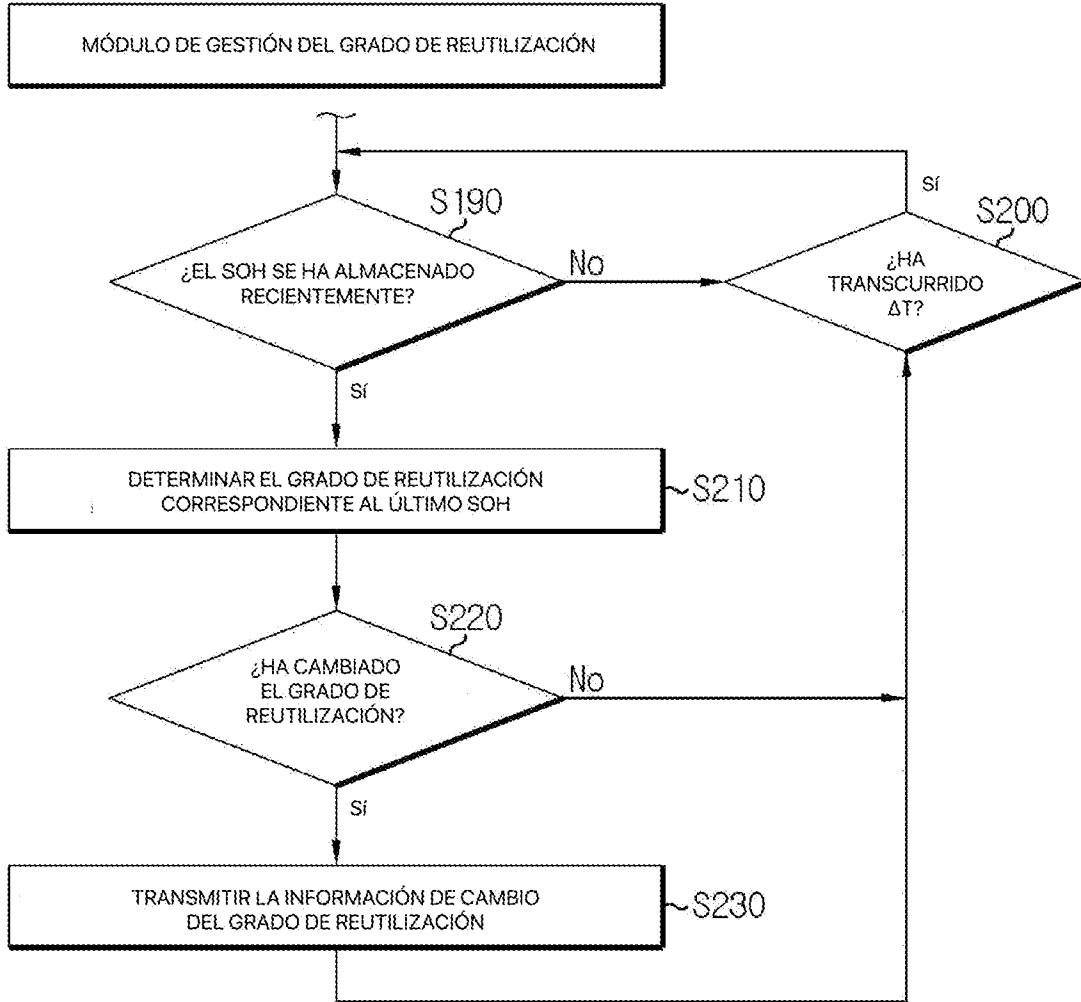 MÓDULO DE GESTIÓN DEL GRADO DE REUTILIZACIÓN
Sí
S190
S200
¿EL SOH SE HA ALMACENADO
RECIENTEMENTE?
No
¿HA
TRANSCURRIDO
ΔT?
Sí
DETERMINAR EL GRADO DE REUTILIZACIÓN
CORRESPONDIENTE AL ÚLTIMO SOH
S210
S220
¿HA CAMBIADO
EL GRADO DE
REUTILIZACIÓN?
No
Sí
TRANSMITIR LA INFORMACIÓN DE CAMBIO
DEL GRADO DE REUTILIZACIÓN
S230